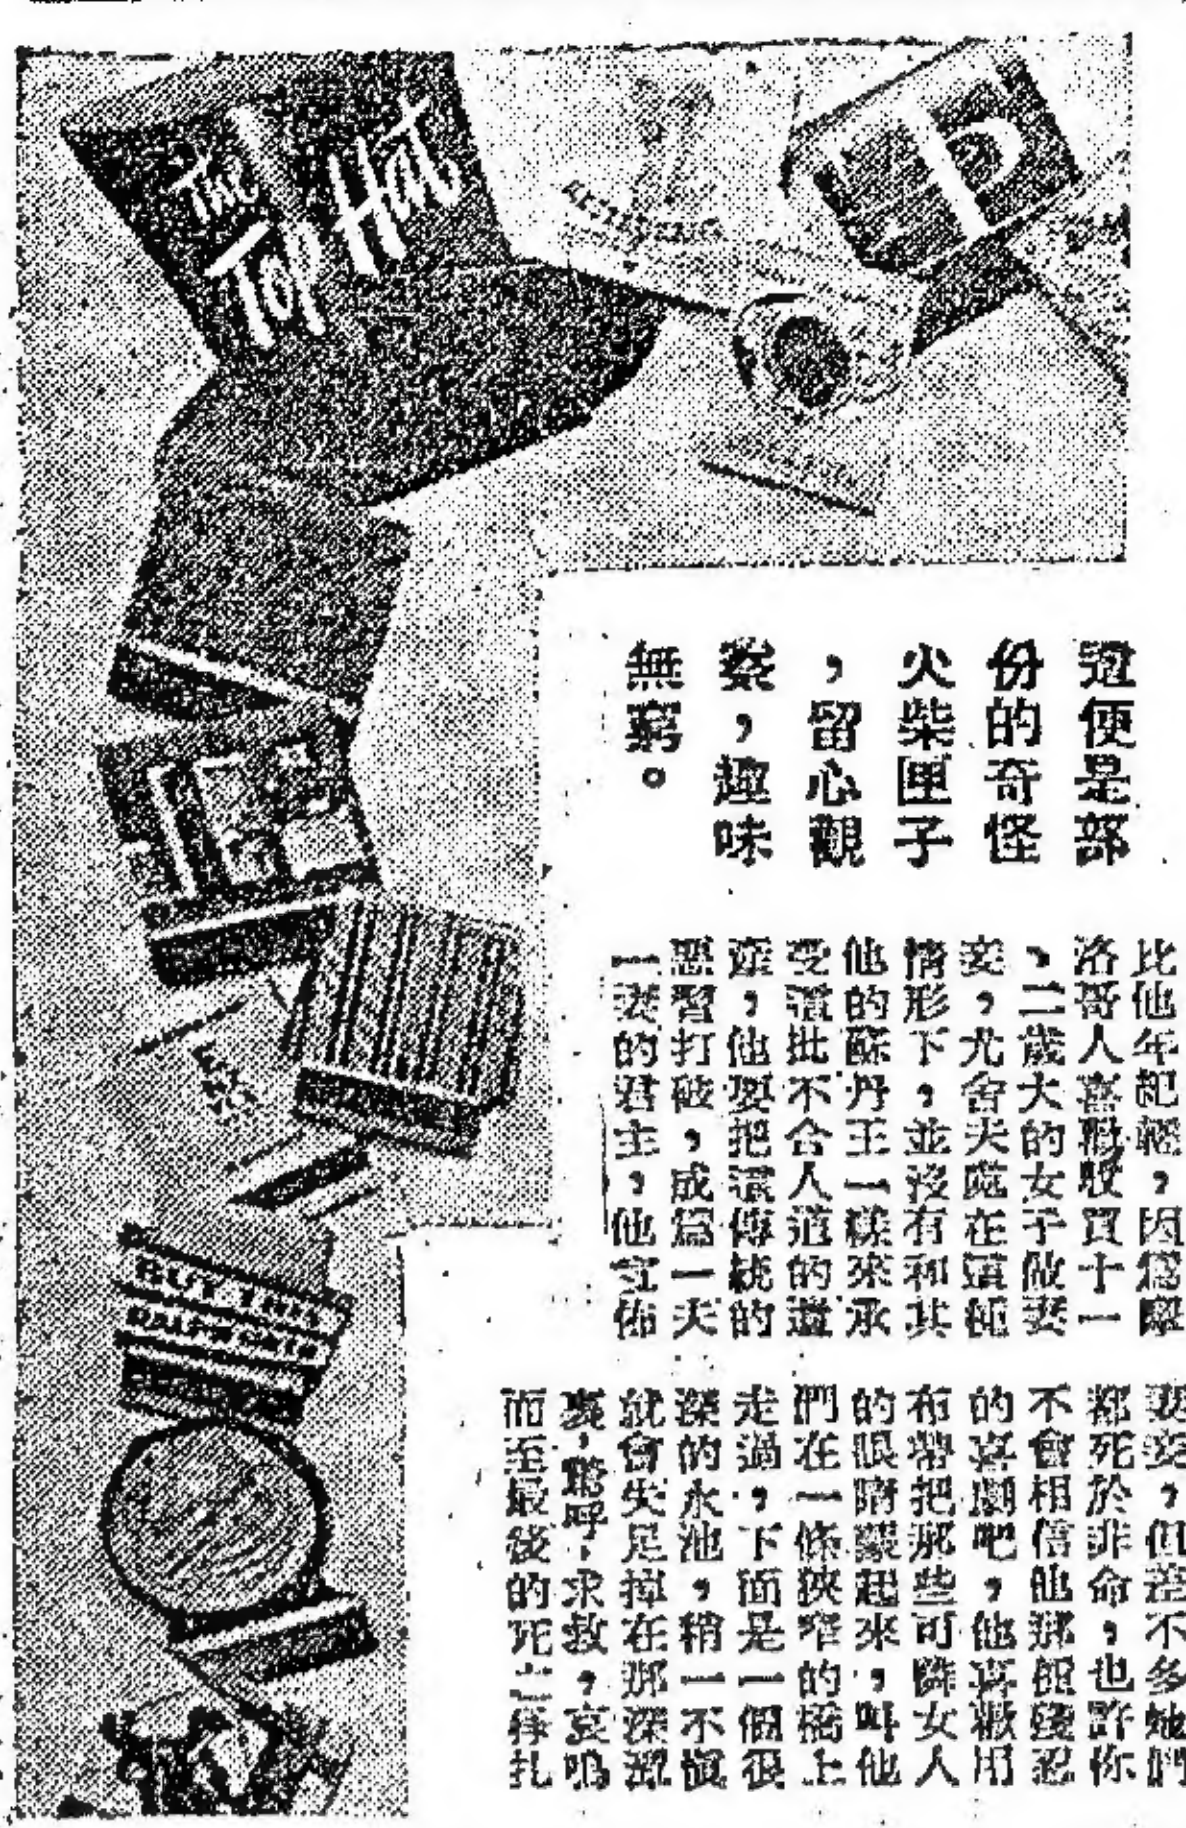 The
Top Hat
這便是部
份的奇怪
火柴匣子
，留心觀
察，趣味
無窮。
比他年紀輕，因爲摩
洛哥人喜歡收買十一
、二歲大的女子做妻
妾，尤舍夫處在這種
情形下，並沒有和其
他的蘇丹王一樣來承
受這批不合人道的遺
產，他要把這傳統的
惡習打破，成爲一夫
一妻的君主，他宣佈
妻妾，但差不多她們
都死於非命，也許你
不會相信他那種殘忍
的喜劇吧，他喜歡用
布帶把那些可憐女人
的眼睛蒙起來，叫他
們在一條狹窄的橋上
走過，下面是一個很
深的水池，稍一不慎
就會失足掉在那深淵
裏，驚呼，求救，哀鳴
而至最後的死亡掙扎